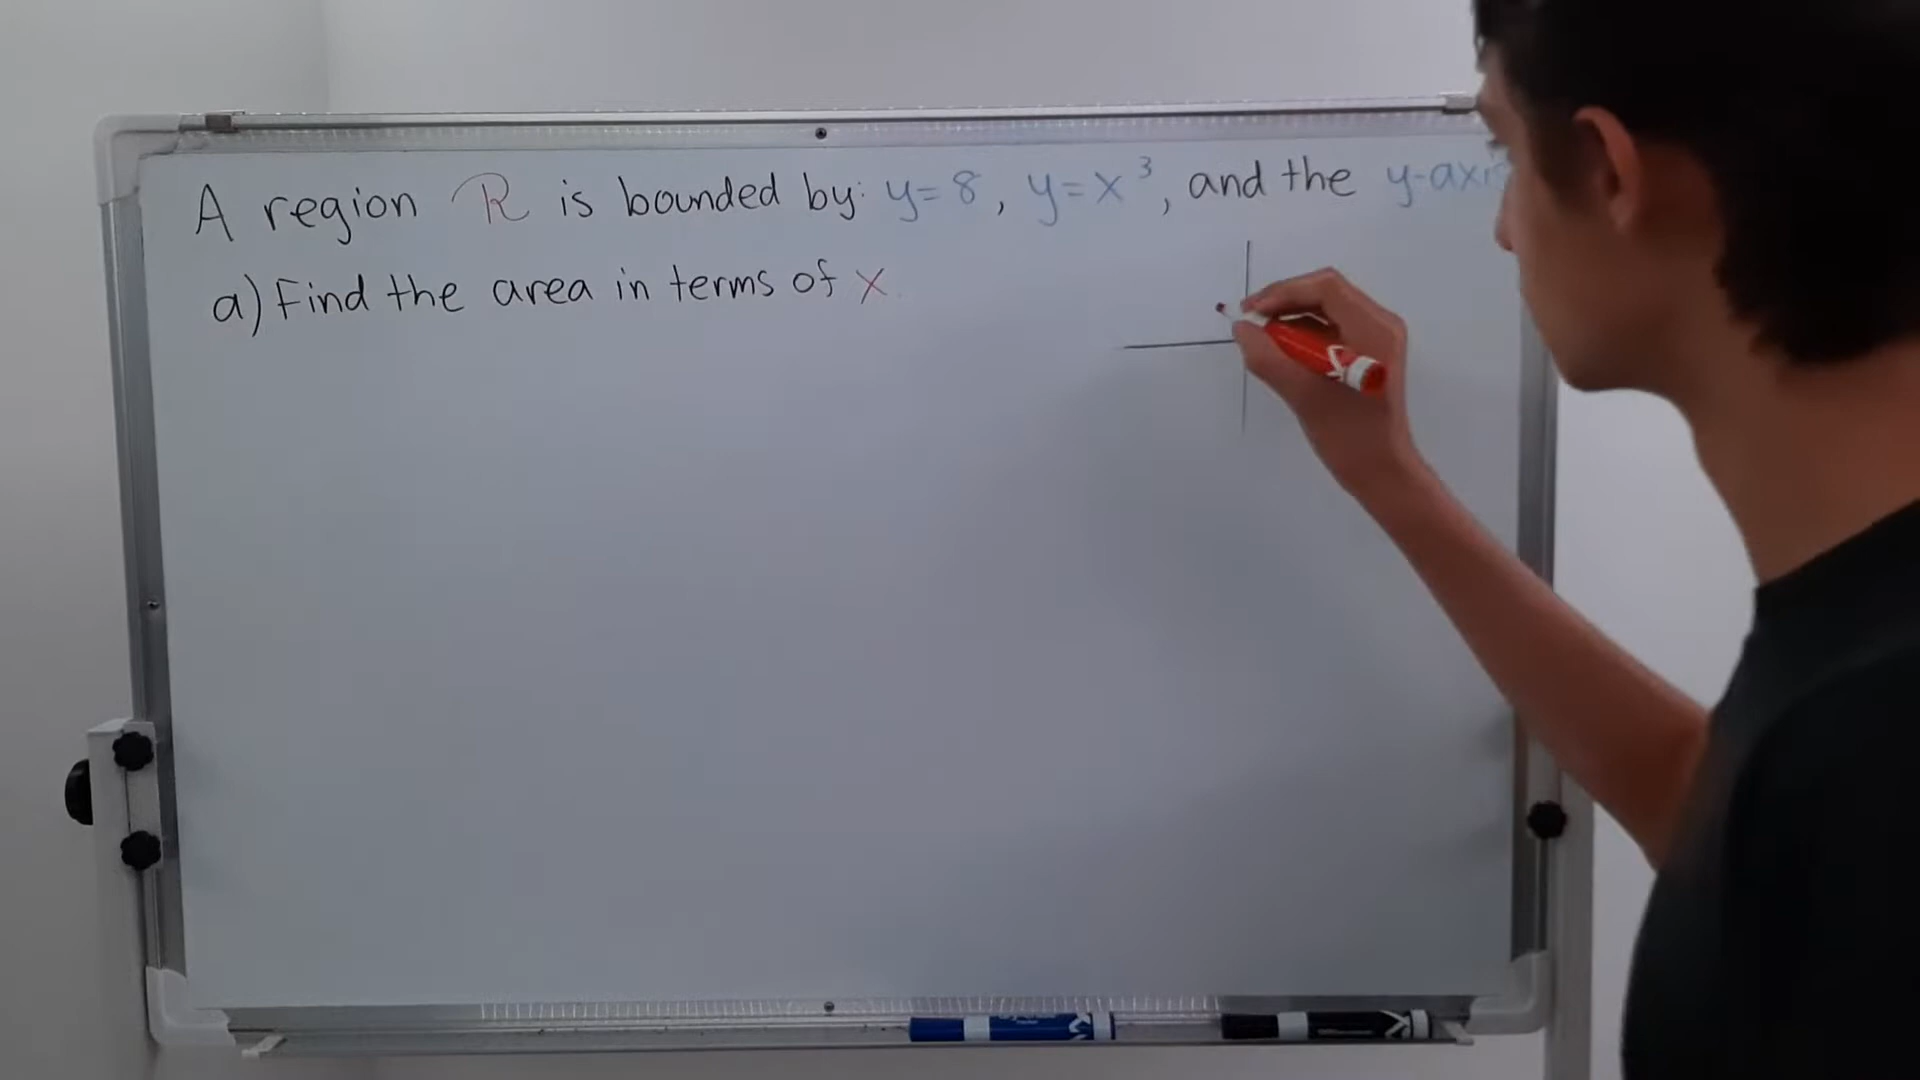 A region R is bounded by: y=8, y=x³, and the y-axis
a) Find the area in terms of x.